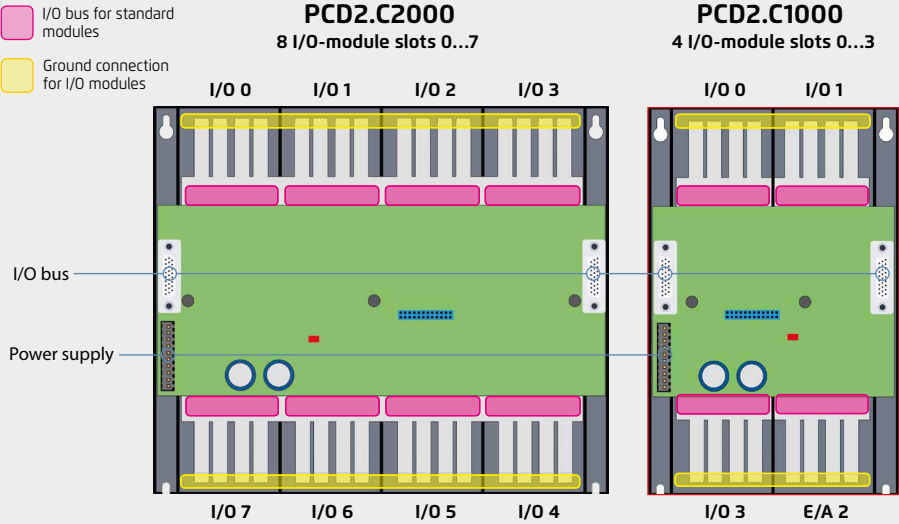 I/O bus for standard
modules
Ground connection
for I/O modules
PCD2.C2000
8 I/O-module slots 0...7
PCD2.C1000
4 I/O-module slots 0...3
I/O 0 I/O 1 I/O 2 I/O 3
I/O 0 I/O 1
I/O bus
Power supply
I/O 7 I/O 6 I/O 5 I/O 4
I/O 3 E/A 2